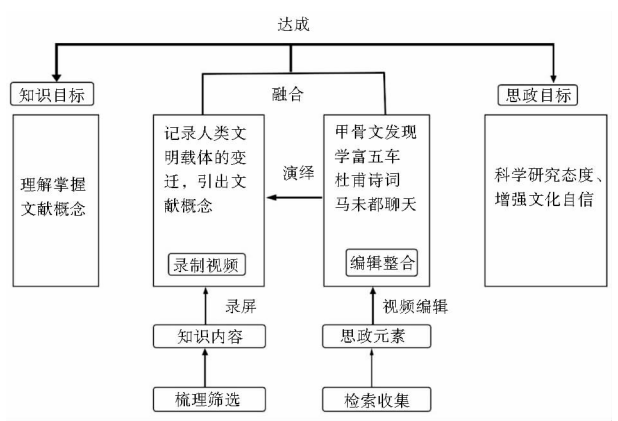 达成
知识目标
融合
思政目标
理解掌握
文献概念
记录人类文
明载体的变
迁，引出文
献概念
录制视频
演绎
甲骨文发现
学富五车
杜甫诗词
马未都聊天
编辑整合
科学研究态度、
增强文化自信
录屏
视频编辑
知识内容
思政元素
梳理筛选
检索收集